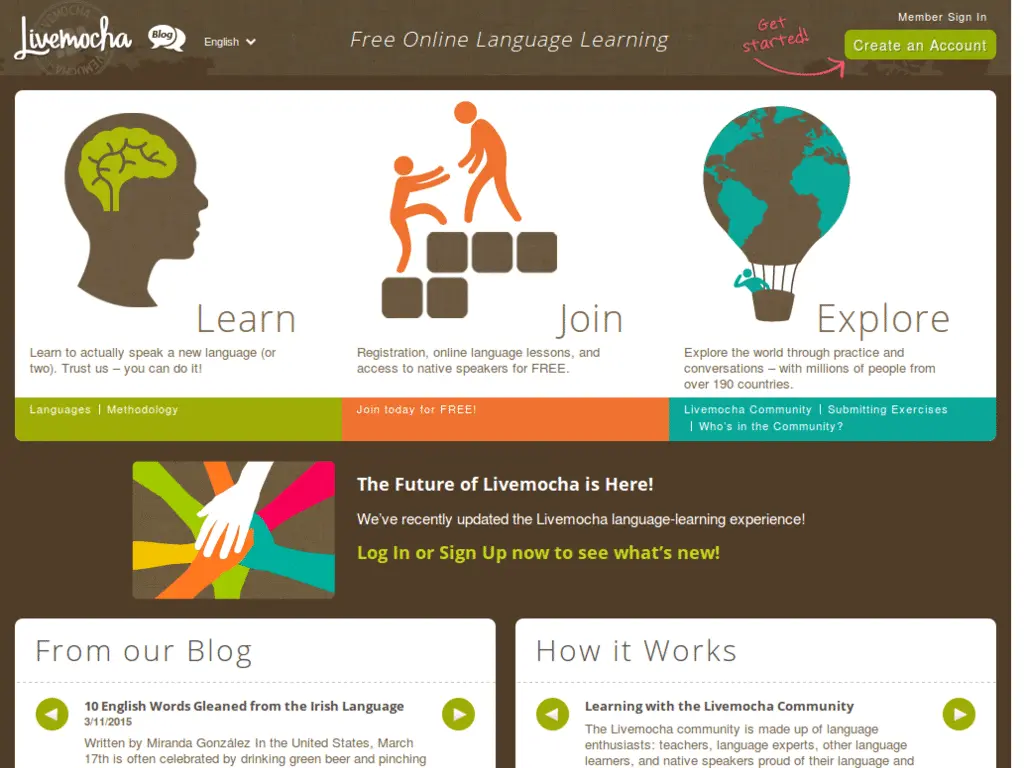 Livemocha
Blog
English
Free Online Language Learning
Get started!
Member Sign In
Create an Account
Learn
Learn to actually speak a new language (or
two). Trust us – you can do it!
Languages | Methodology
Join
Registration, online language lessons, and
access to native speakers for FREE.
Join today for FREE!
Explore
Explore the world through practice and
conversations – with millions of people from
over 190 countries.
Livemocha Community | Submitting Exercises
| Who's in the Community?
The Future of Livemocha is Here!
We've recently updated the Livemocha language-learning experience!
Log In or Sign Up now to see what's new!
From our Blog
10 English Words Gleaned from the Irish Language
3/11/2015
Written by Miranda González In the United States, March
17th is often celebrated by drinking green beer and pinching
How it Works
Learning with the Livemocha Community
The Livemocha community is made up of language
enthusiasts: teachers, language experts, other language
learners, and native speakers proud of their language and